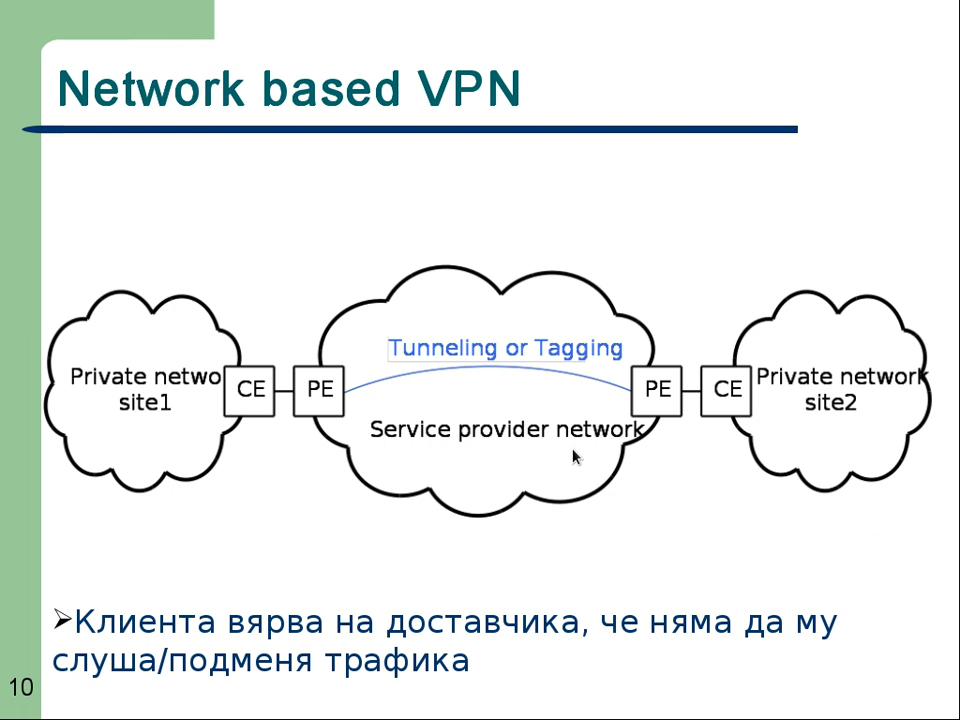 Network based VPN
Tunneling or Tagging
Private netwo
site1
CE
PE
Service provider network
PE
CE
Private network
site2
Клиента вярва на доставчика, че няма да му
слуша/подменя трафика
10